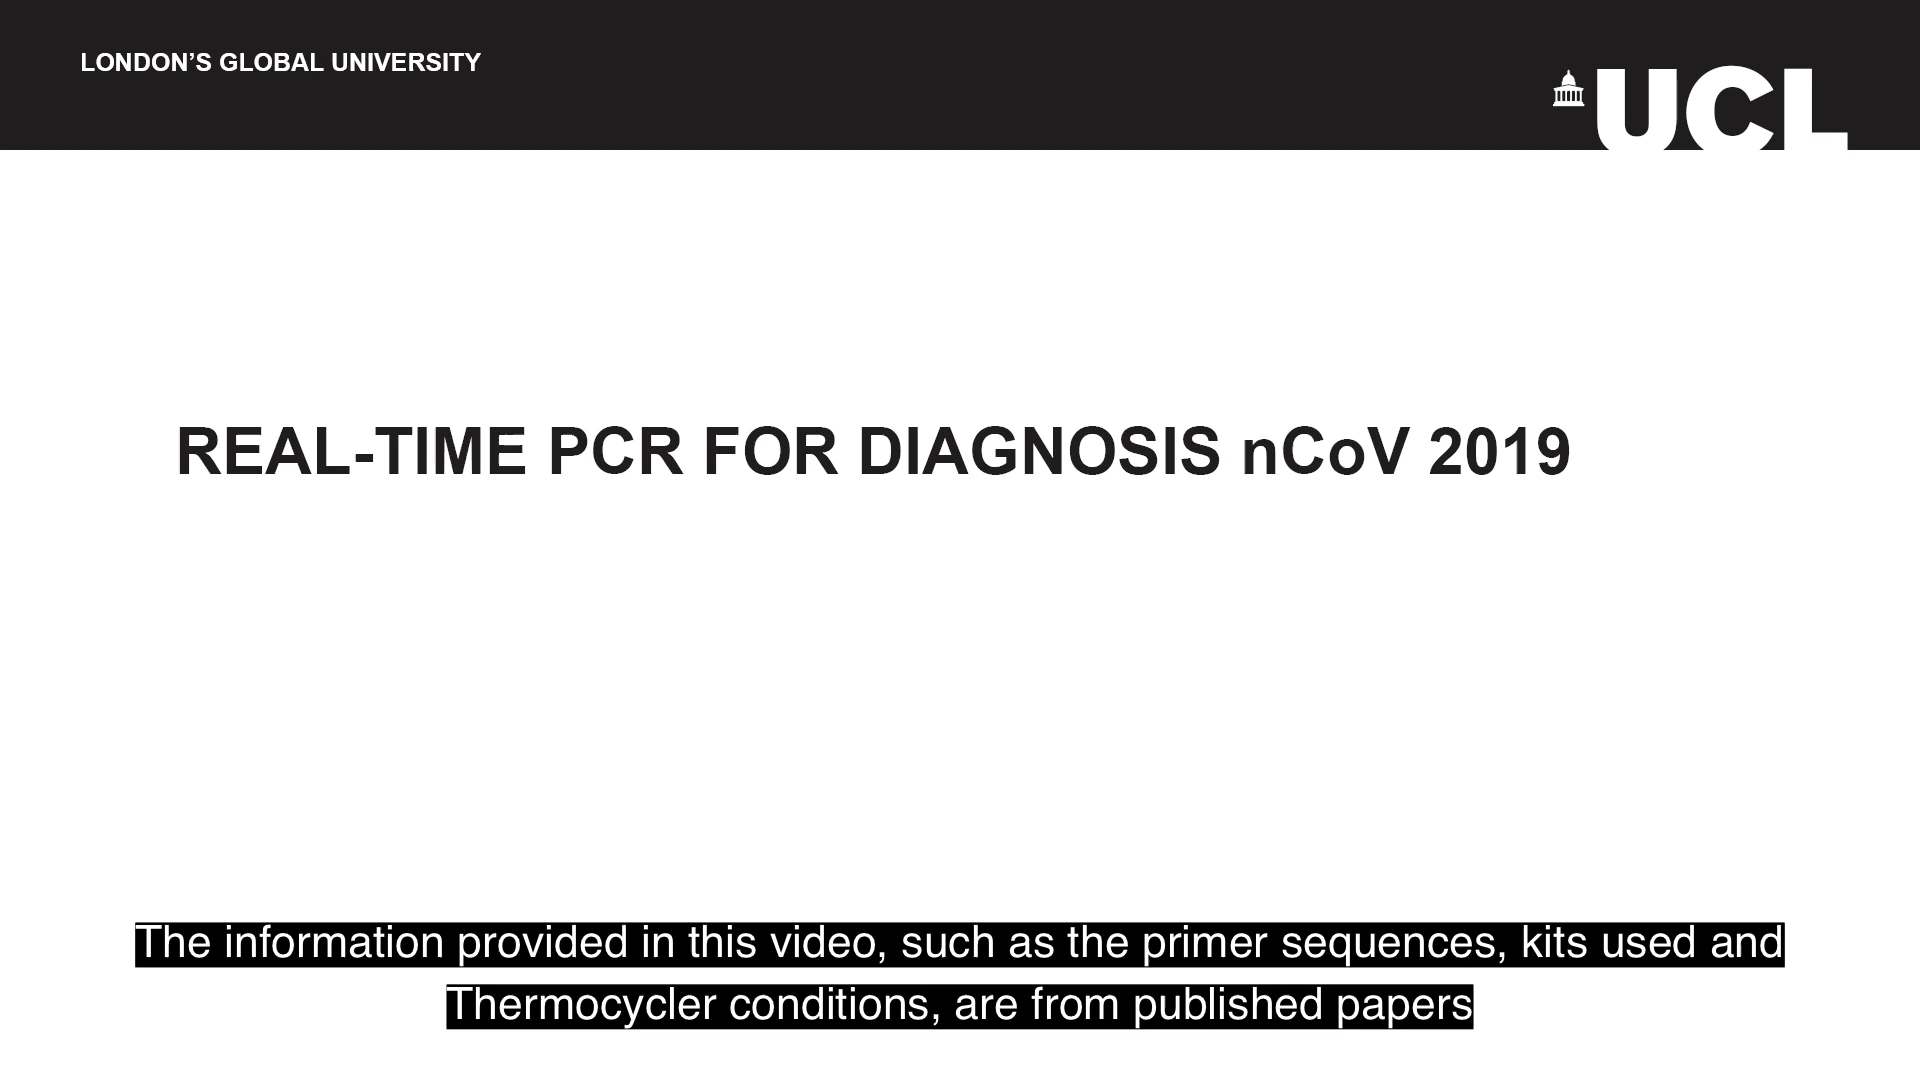 LONDON’S GLOBAL UNIVERSITY
UCL
REAL-TIME PCR FOR DIAGNOSIS nCoV 2019
The information provided in this video, such as the primer sequences, kits used and
Thermocycler conditions, are from published papers